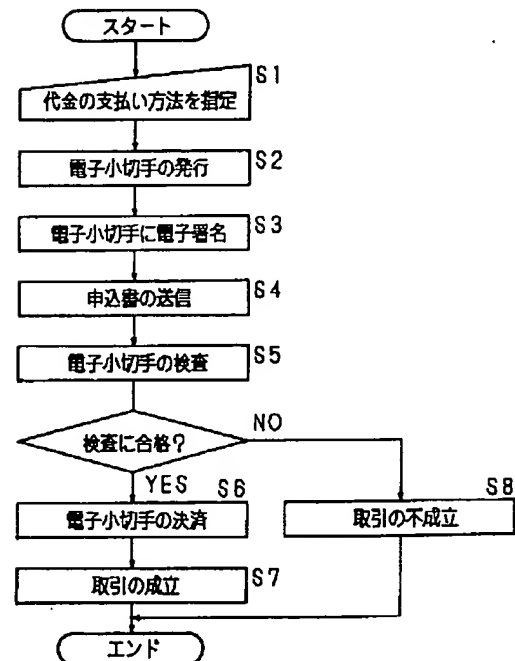 スタート
S1
代金の支払い方法を指定
S2
電子小切手の発行
S3
電子小切手に電子署名
S4
申込書の送信
S5
電子小切手の検査
検査に合格?
NO
YES
S6
電子小切手の決済
S8
取引の不成立
S7
取引の成立
エンド